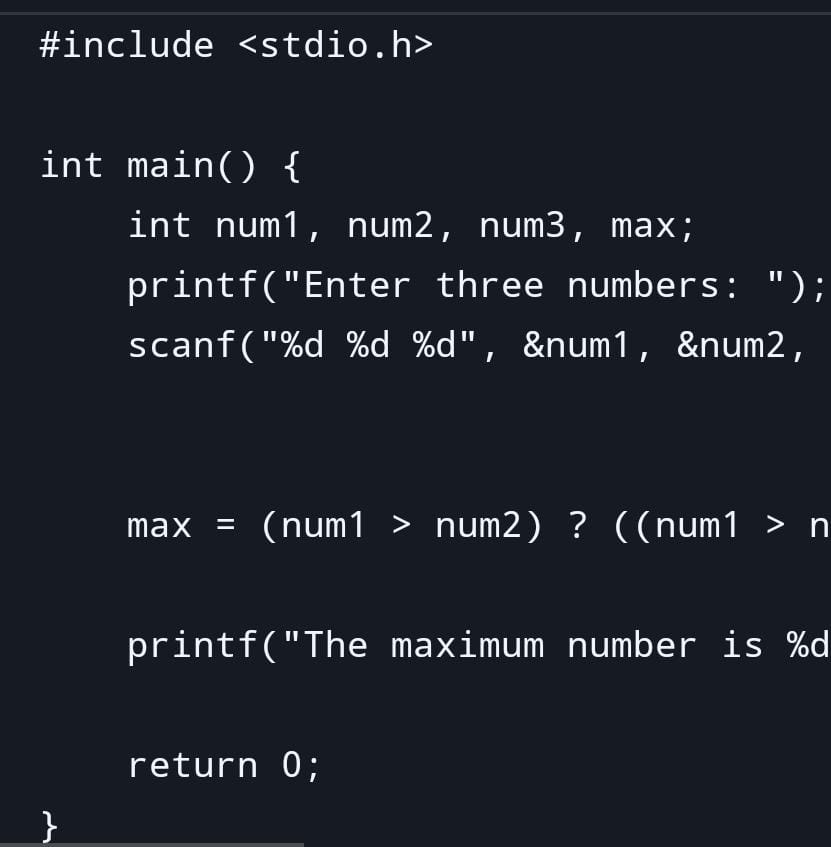 #include <stdio.h>
int main() {
int num1, num2, num3, max;
printf("Enter three numbers: ");
scanf("%d %d %d", &num1, &num2,
max = (num1 > num2) ? ((num1 > n
printf("The maximum number is %d
return 0;
}